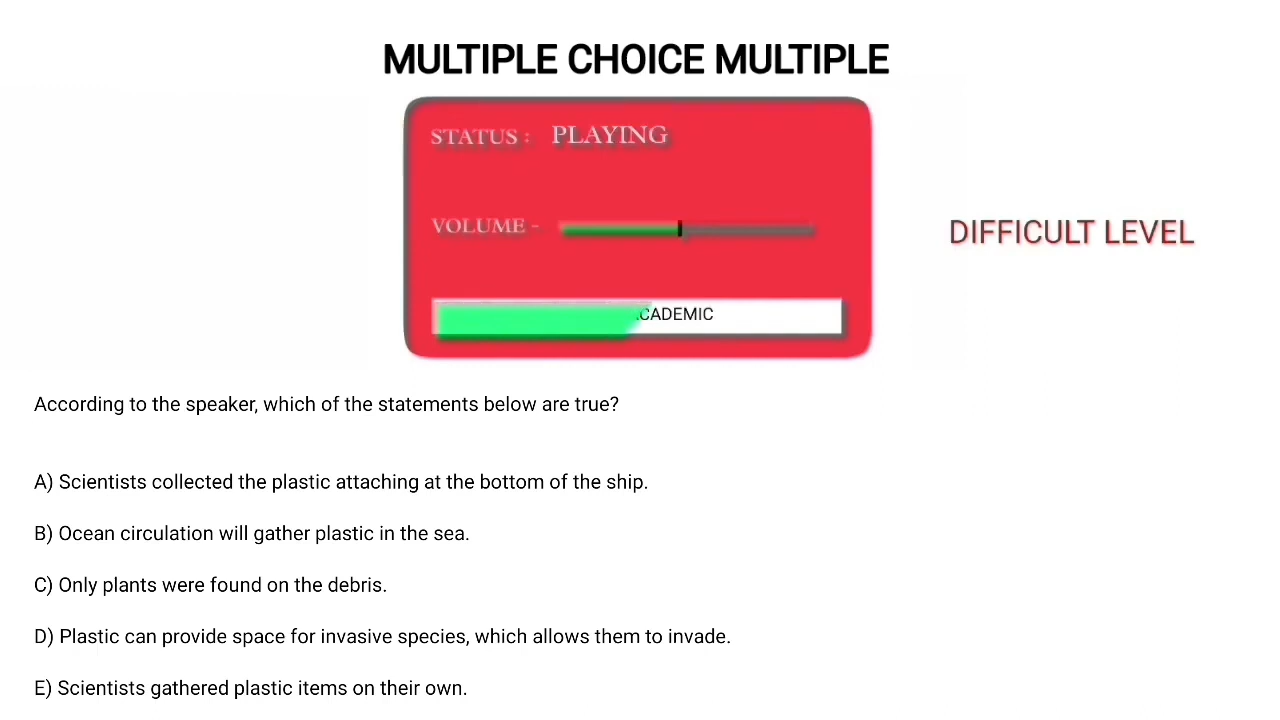 MULTIPLE CHOICE MULTIPLE
STATUS : PLAYING
VOLUME -
DIFFICULT LEVEL
According to the speaker, which of the statements below are true?
A) Scientists collected the plastic attaching at the bottom of the ship.
B) Ocean circulation will gather plastic in the sea.
C) Only plants were found on the debris.
D) Plastic can provide space for invasive species, which allows them to invade.
E) Scientists gathered plastic items on their own.